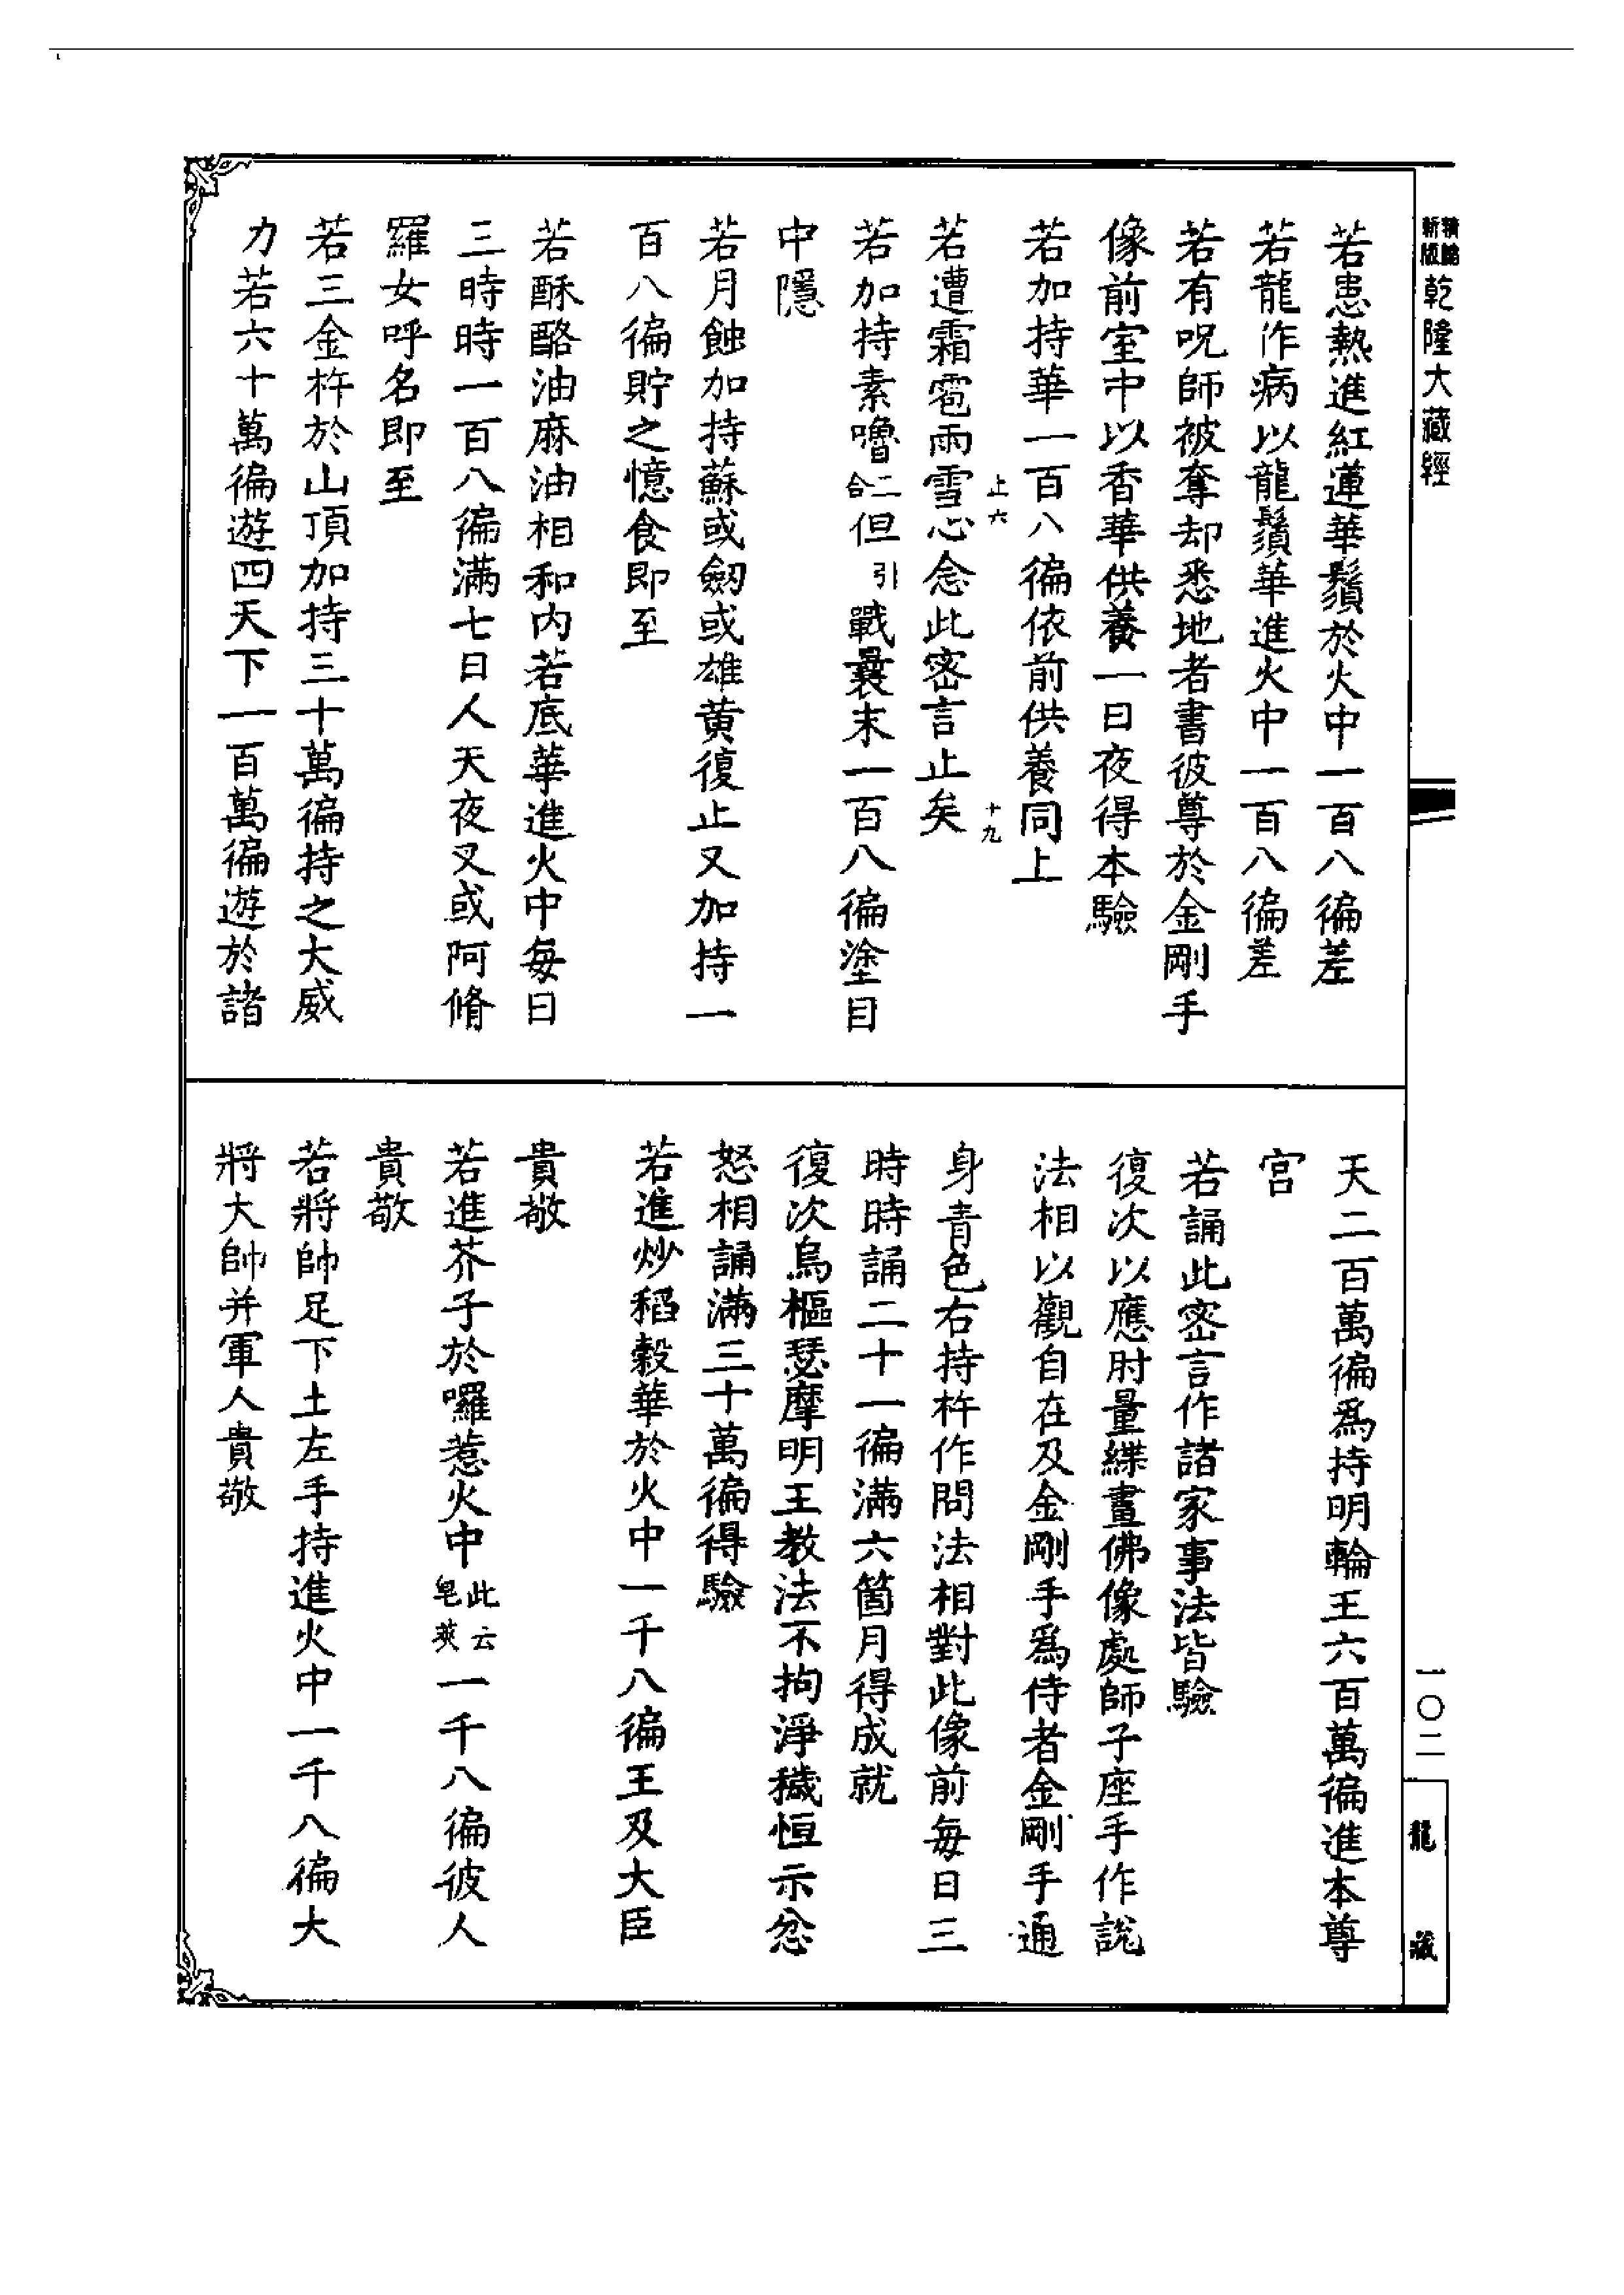 新版
乾隆大藏經
若患熱進紅蓮華鬚於火中一百八徧差
若龍作病以龍鬚華進火中一百八徧差
若有呪師被奪却悉地者書彼尊於金剛手
像前室中以香華供養一日夜得本驗
若加持華一百八徧依前供養同上
止六
十九
若遭霜雹雨雪心念此密言止矣
若加持素嚕二合但引戰曩末一百八徧塗目
中隱
若月蝕加持蘇或劒或雄黃復止又加持一
百八徧貯之憶食即至
若酥酪油麻油相和內若底華進火中每日
三時時一百八徧滿七日人天夜叉或阿脩
羅女呼名即至
若三金杵於山頂加持三十萬徧持之大威
力若六十萬徧遊四天下一百萬徧遊於諸
天二百萬徧爲持明輪王六百萬徧進本尊
宮
若誦此密言作諸家事法皆驗
復次以應肘量緤畫佛像處師子座手作說
法相以觀自在及金剛手爲侍者金剛手通
身青色右持杵作問法相對此像前每日三
時時誦二十一徧滿六箇月得成就
復次烏樞瑟摩明王教法不拘淨穢恒示忿
怒相誦滿三十萬徧得驗
若進炒稻穀華於火中一千八徧王及大臣
貴敬
若進芥子於囉惹火中此云皂莢一千八徧彼人
貴敬
若將帥足下土左手持進火中一千八徧大
將大帥并軍人貴敬
一〇二
龍藏